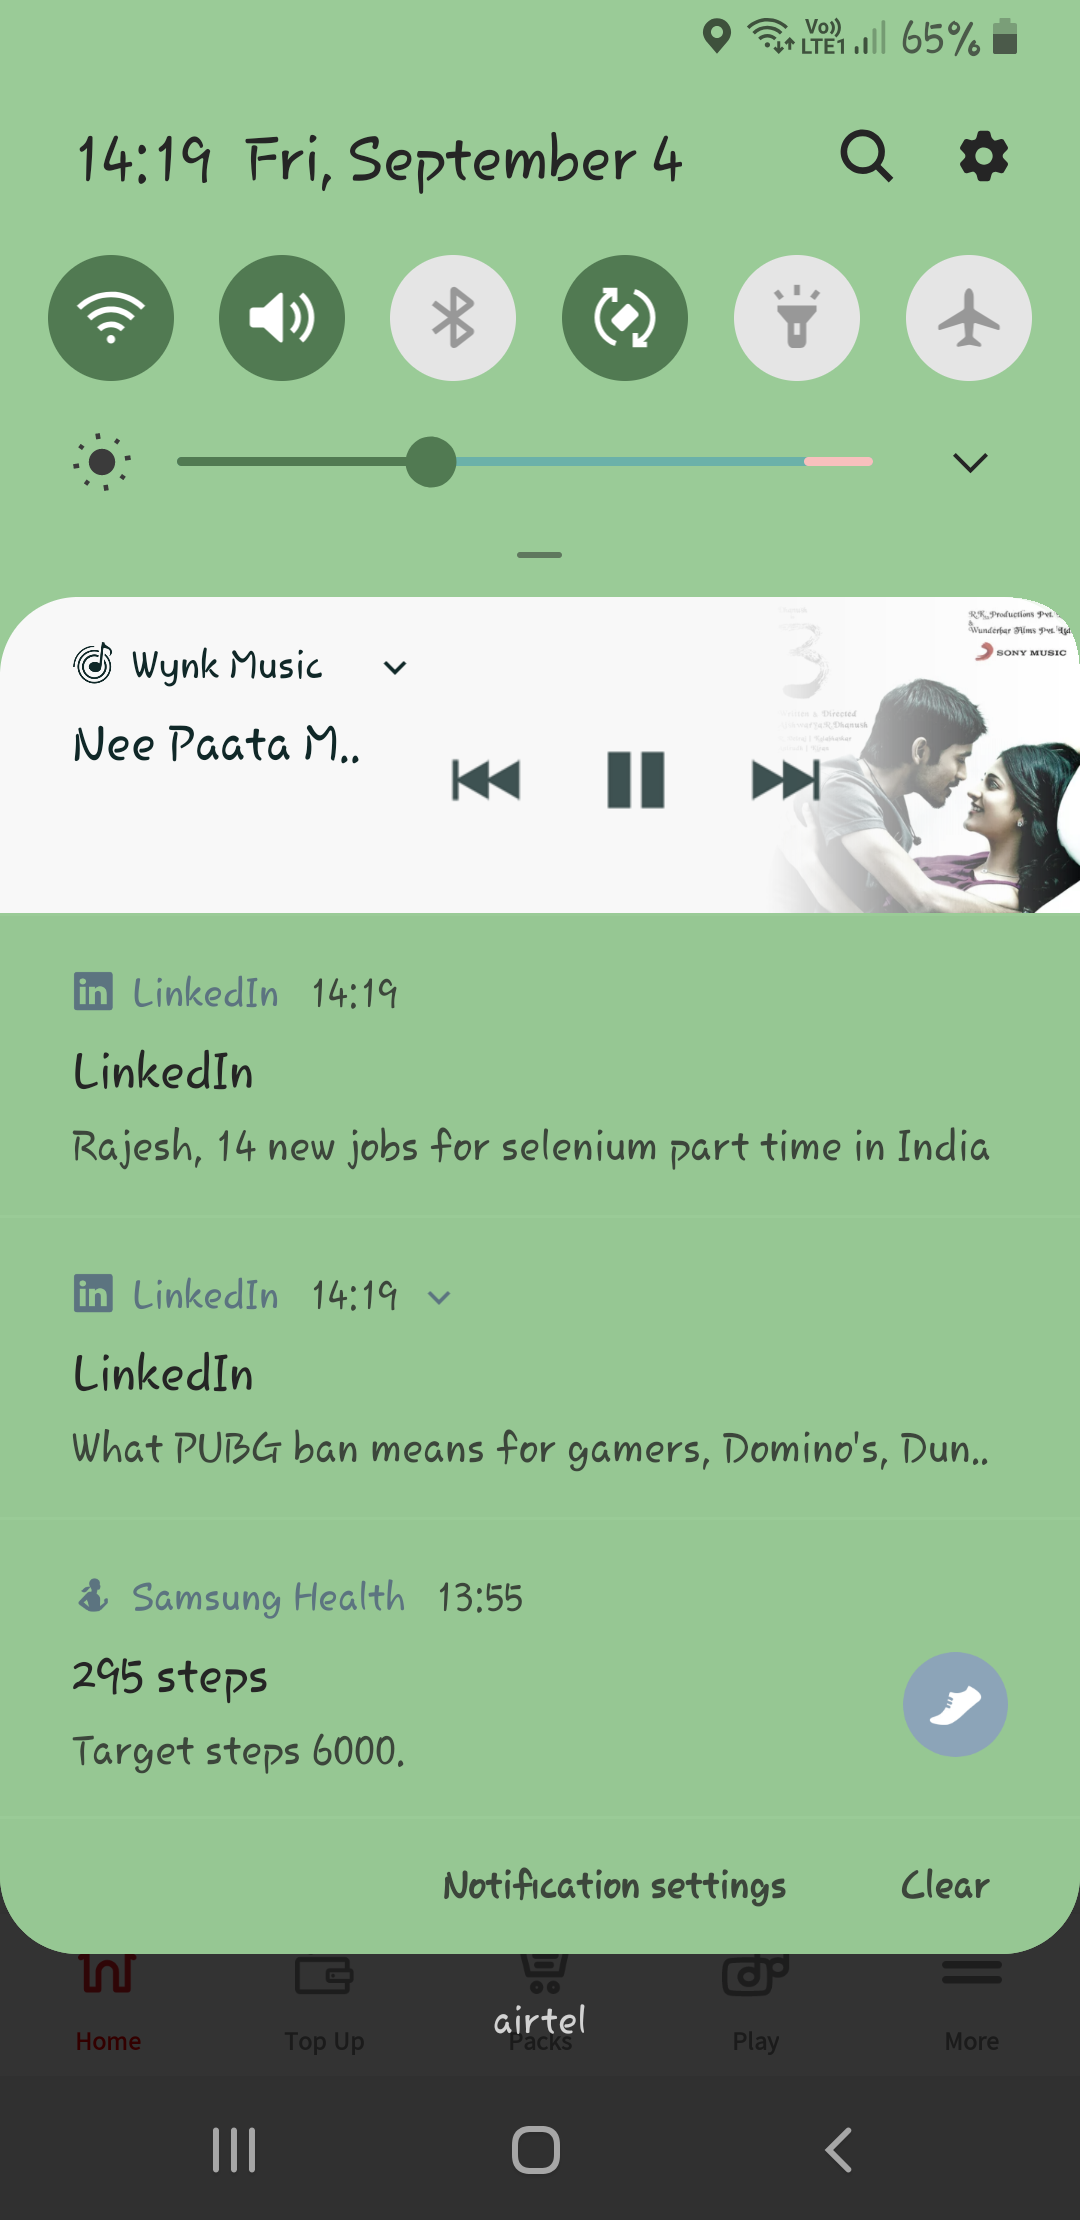 Vo)) LTE1 65%
14:19 Fri, September 4
Wynk Music
Nee Paata M..
R.K. Productions Pvt.
&
Wunderbar Films Pvt. Ltd.
SONY MUSIC
3
LinkedIn 14:19
LinkedIn
Rajesh, 14 new jobs for selenium part time in India
LinkedIn 14:19
LinkedIn
What PUBG ban means for gamers, Domino's, Dun..
Samsung Health 13:55
295 steps
Target steps 6000.
Notification settings Clear
airtel
Home Top Up Packs Play More